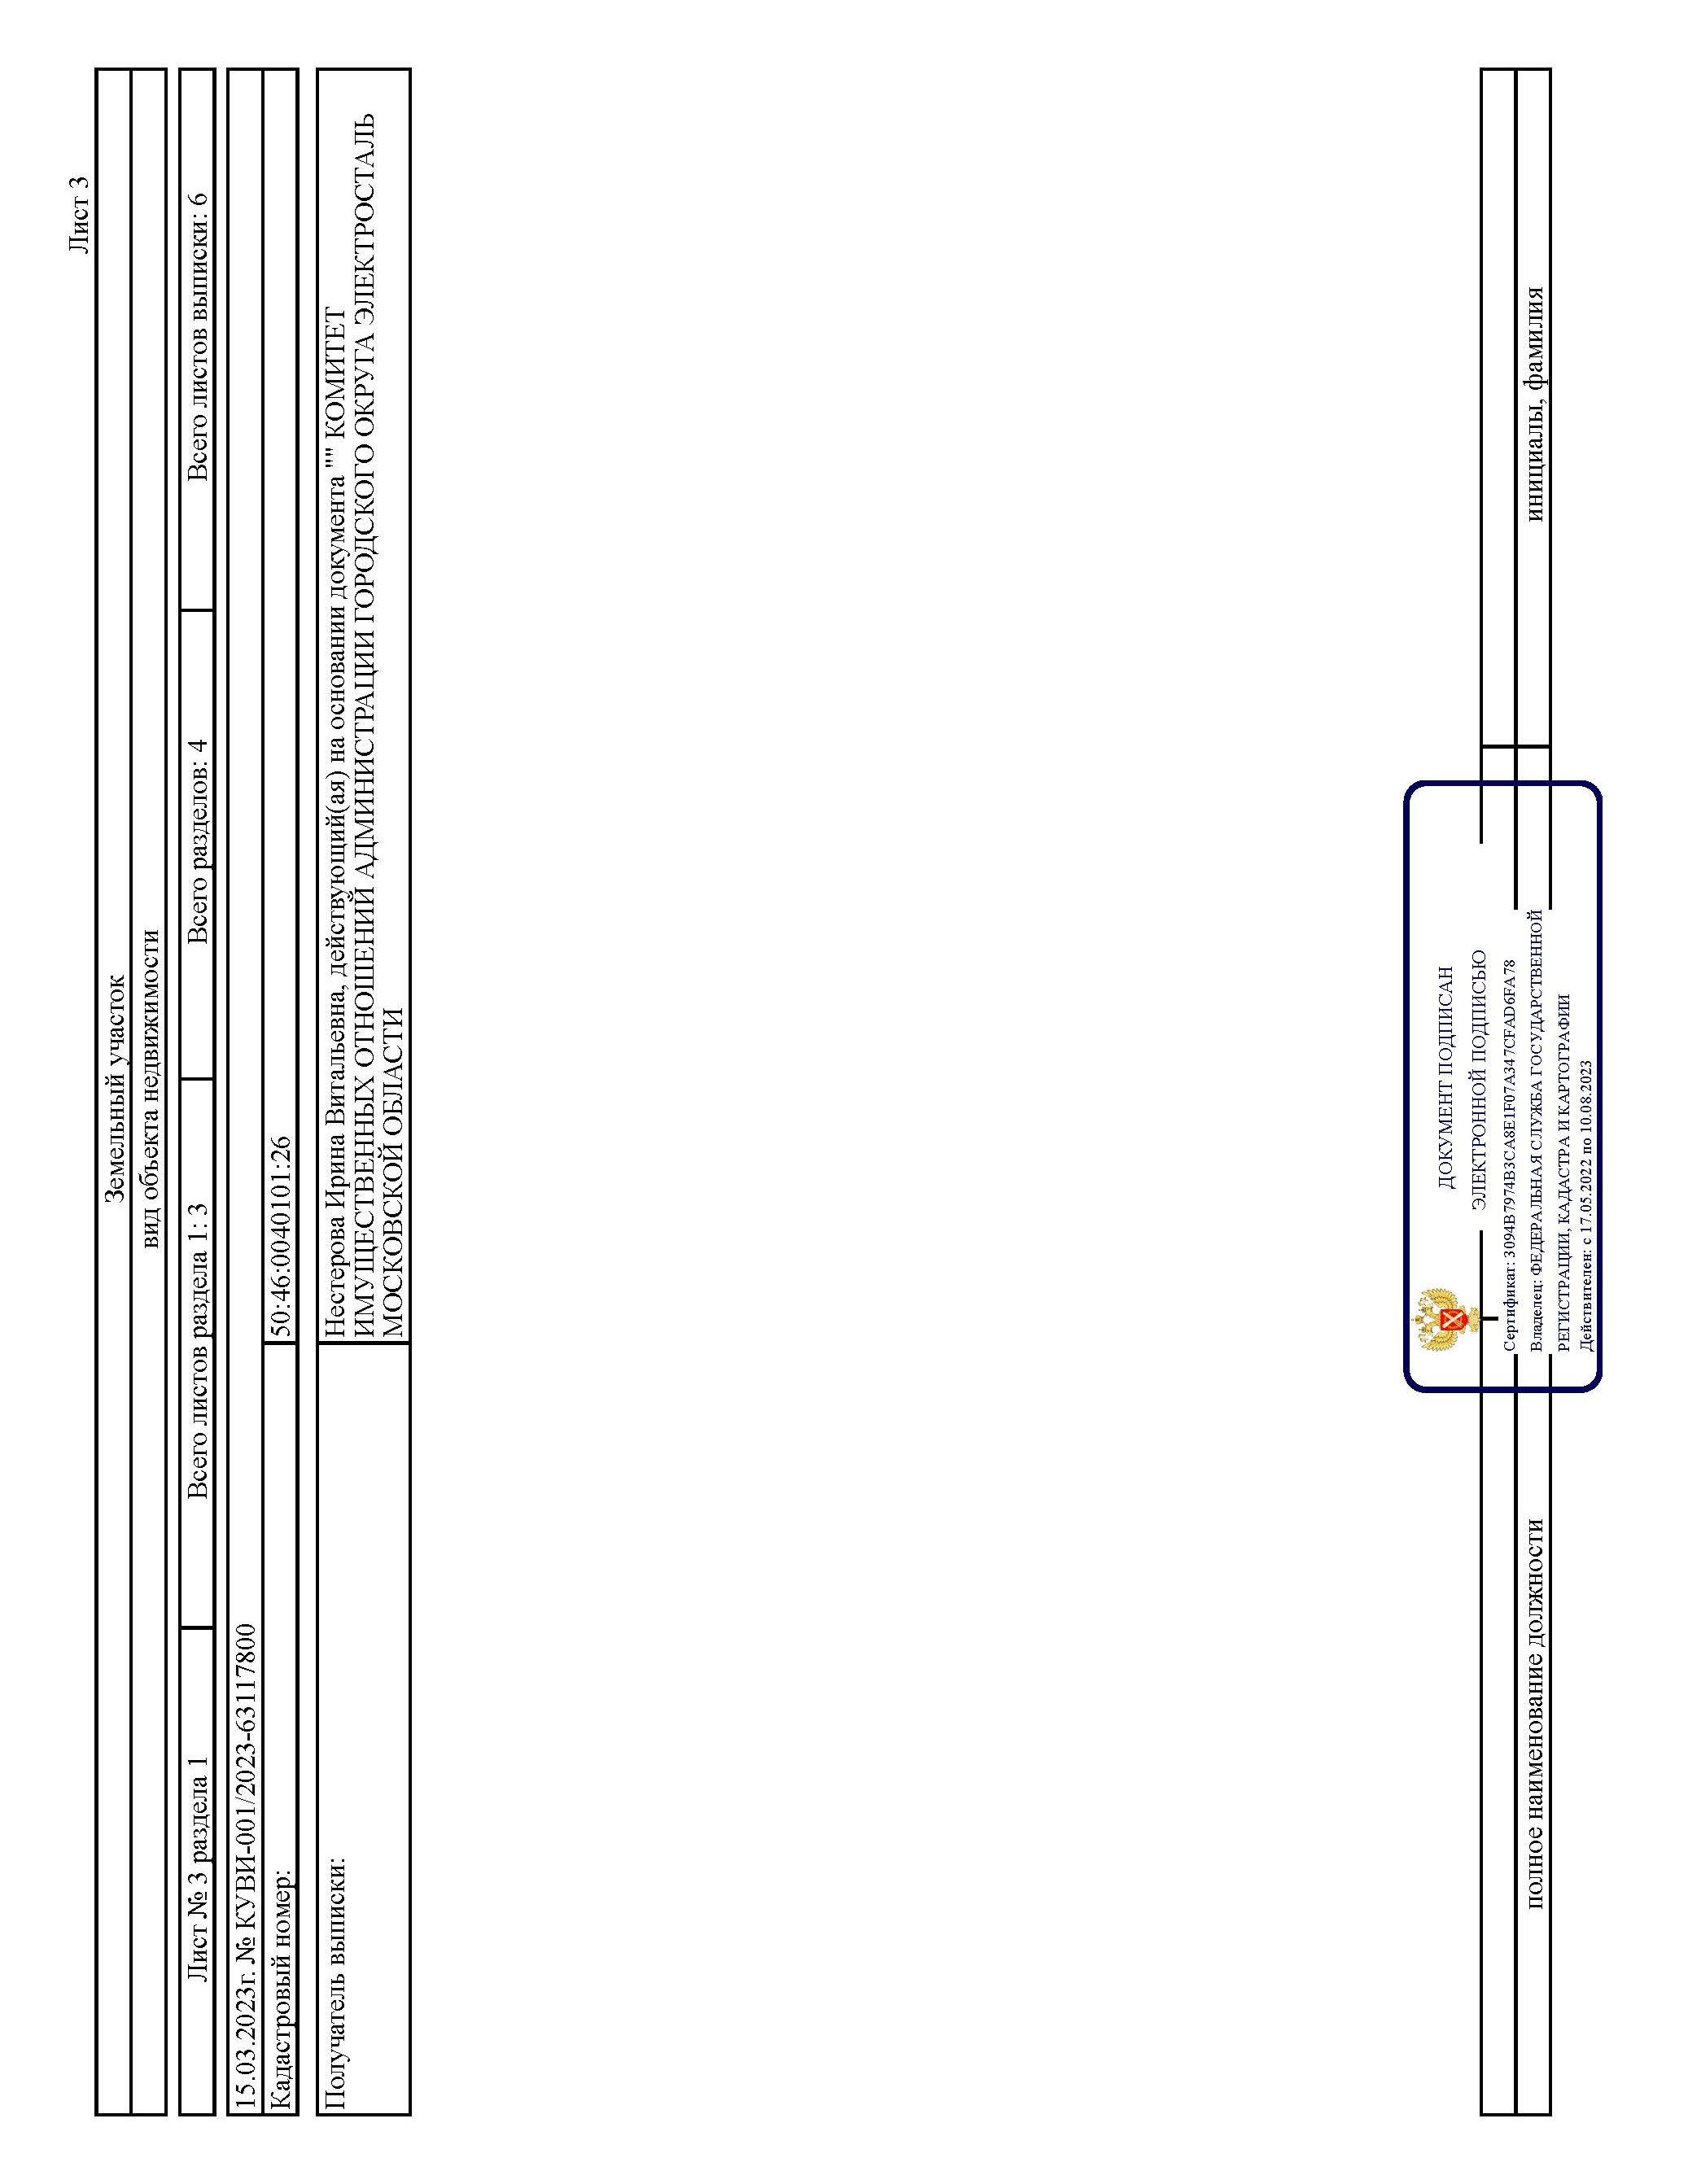 Лист 3
Земельный участок
вид объекта недвижимости
Лист № 3 раздела 1
Всего листов раздела 1: 3
Всего разделов: 4
Всего листов выписки: 6
15.03.2023г. № КУВИ-001/2023-63117800
Кадастровый номер:
50:46:0040101:26
Получатель выписки:
Нестерова Ирина Витальевна, действующий(ая) на основании документа "" КОМИТЕТ
ИМУЩЕСТВЕННЫХ ОТНОШЕНИЙ АДМИНИСТРАЦИИ ГОРОДСКОГО ОКРУГА ЭЛЕКТРОСТАЛЬ
МОСКОВСКОЙ ОБЛАСТИ
ДОКУМЕНТ ПОДПИСАН
ЭЛЕКТРОННОЙ ПОДПИСЬЮ
Сертификат: 3094B7974B3CA8E1F07A347CFAD6FA78
Владелец: ФЕДЕРАЛЬНАЯ СЛУЖБА ГОСУДАРСТВЕННОЙ
РЕГИСТРАЦИИ, КАДАСТРА И КАРТОГРАФИИ
Действителен: с 17.05.2022 по 10.08.2023
полное наименование должности
инициалы, фамилия